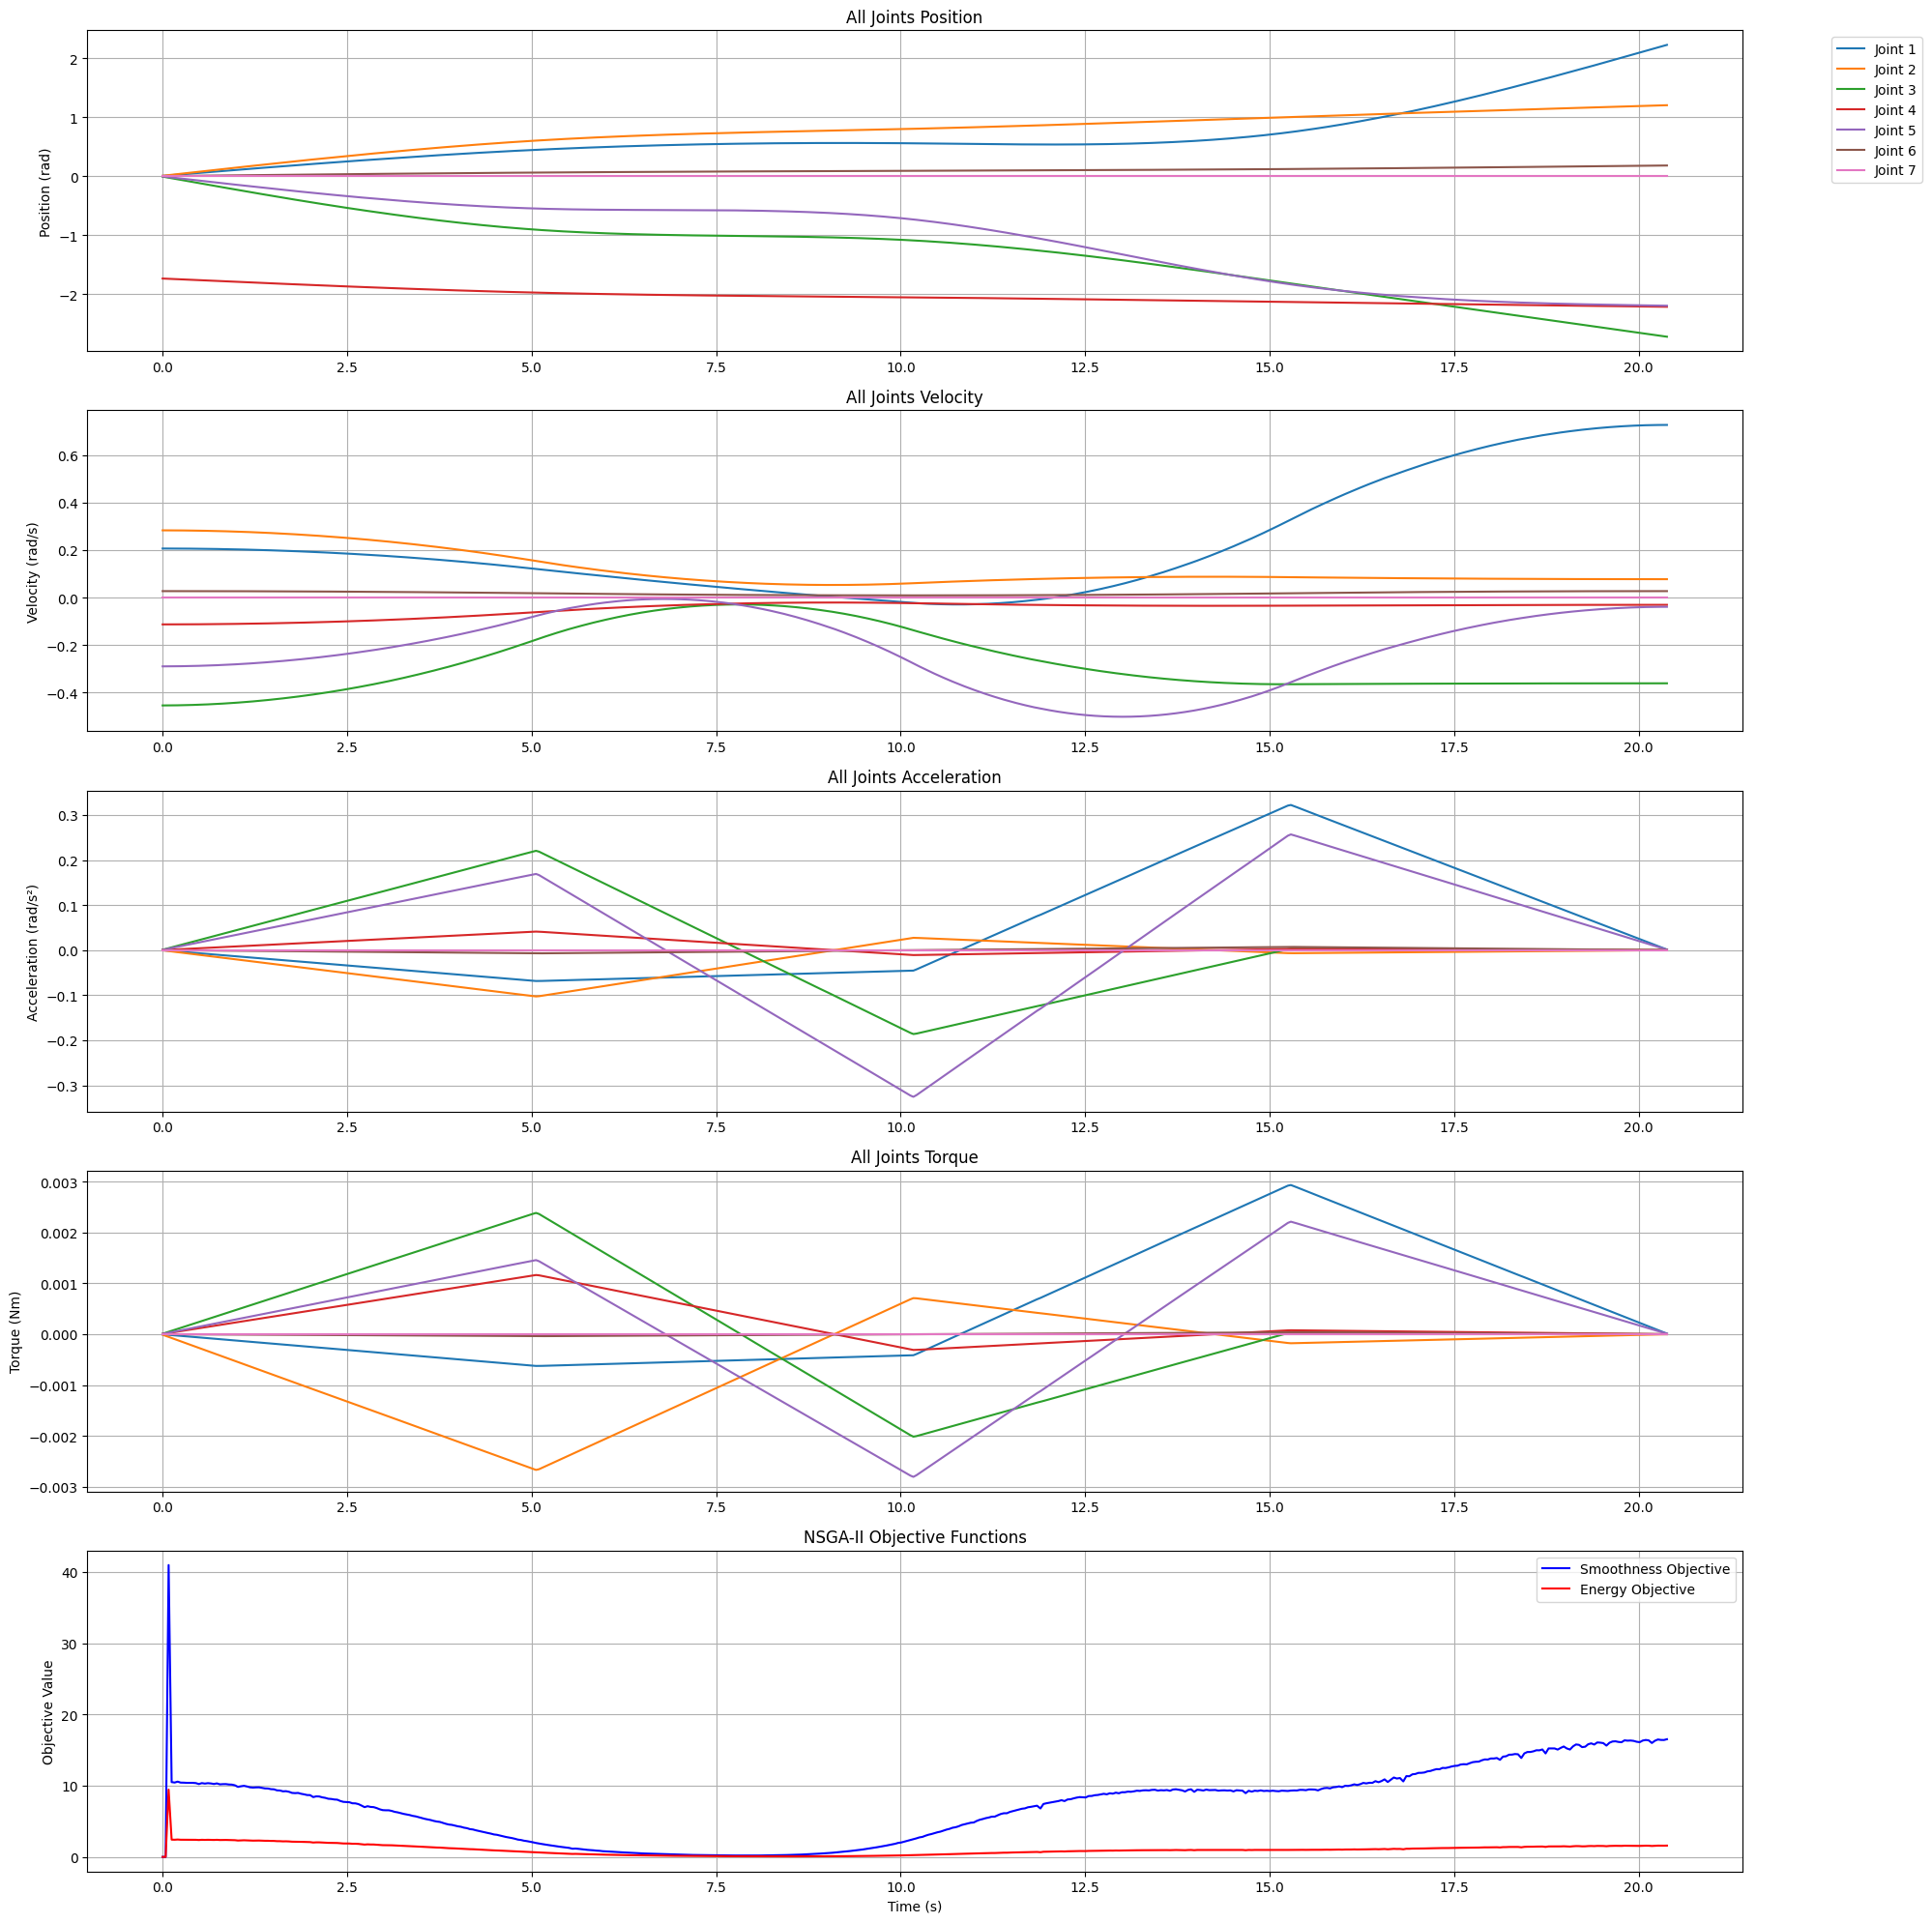 All Joints Position
Position (rad)
2
1
0
−1
−2
0.0 2.5 5.0 7.5 10.0 12.5 15.0 17.5 20.0
Joint 1
Joint 2
Joint 3
Joint 4
Joint 5
Joint 6
Joint 7
All Joints Velocity
Velocity (rad/s)
0.6
0.4
0.2
0.0
−0.2
−0.4
0.0 2.5 5.0 7.5 10.0 12.5 15.0 17.5 20.0
All Joints Acceleration
Acceleration (rad/s²)
0.3
0.2
0.1
0.0
−0.1
−0.2
−0.3
0.0 2.5 5.0 7.5 10.0 12.5 15.0 17.5 20.0
All Joints Torque
Torque (Nm)
0.003
0.002
0.001
0.000
−0.001
−0.002
−0.003
0.0 2.5 5.0 7.5 10.0 12.5 15.0 17.5 20.0
NSGA-II Objective Functions
Objective Value
40
30
20
10
0
Smoothness Objective
Energy Objective
0.0 2.5 5.0 7.5 10.0 12.5 15.0 17.5 20.0
Time (s)